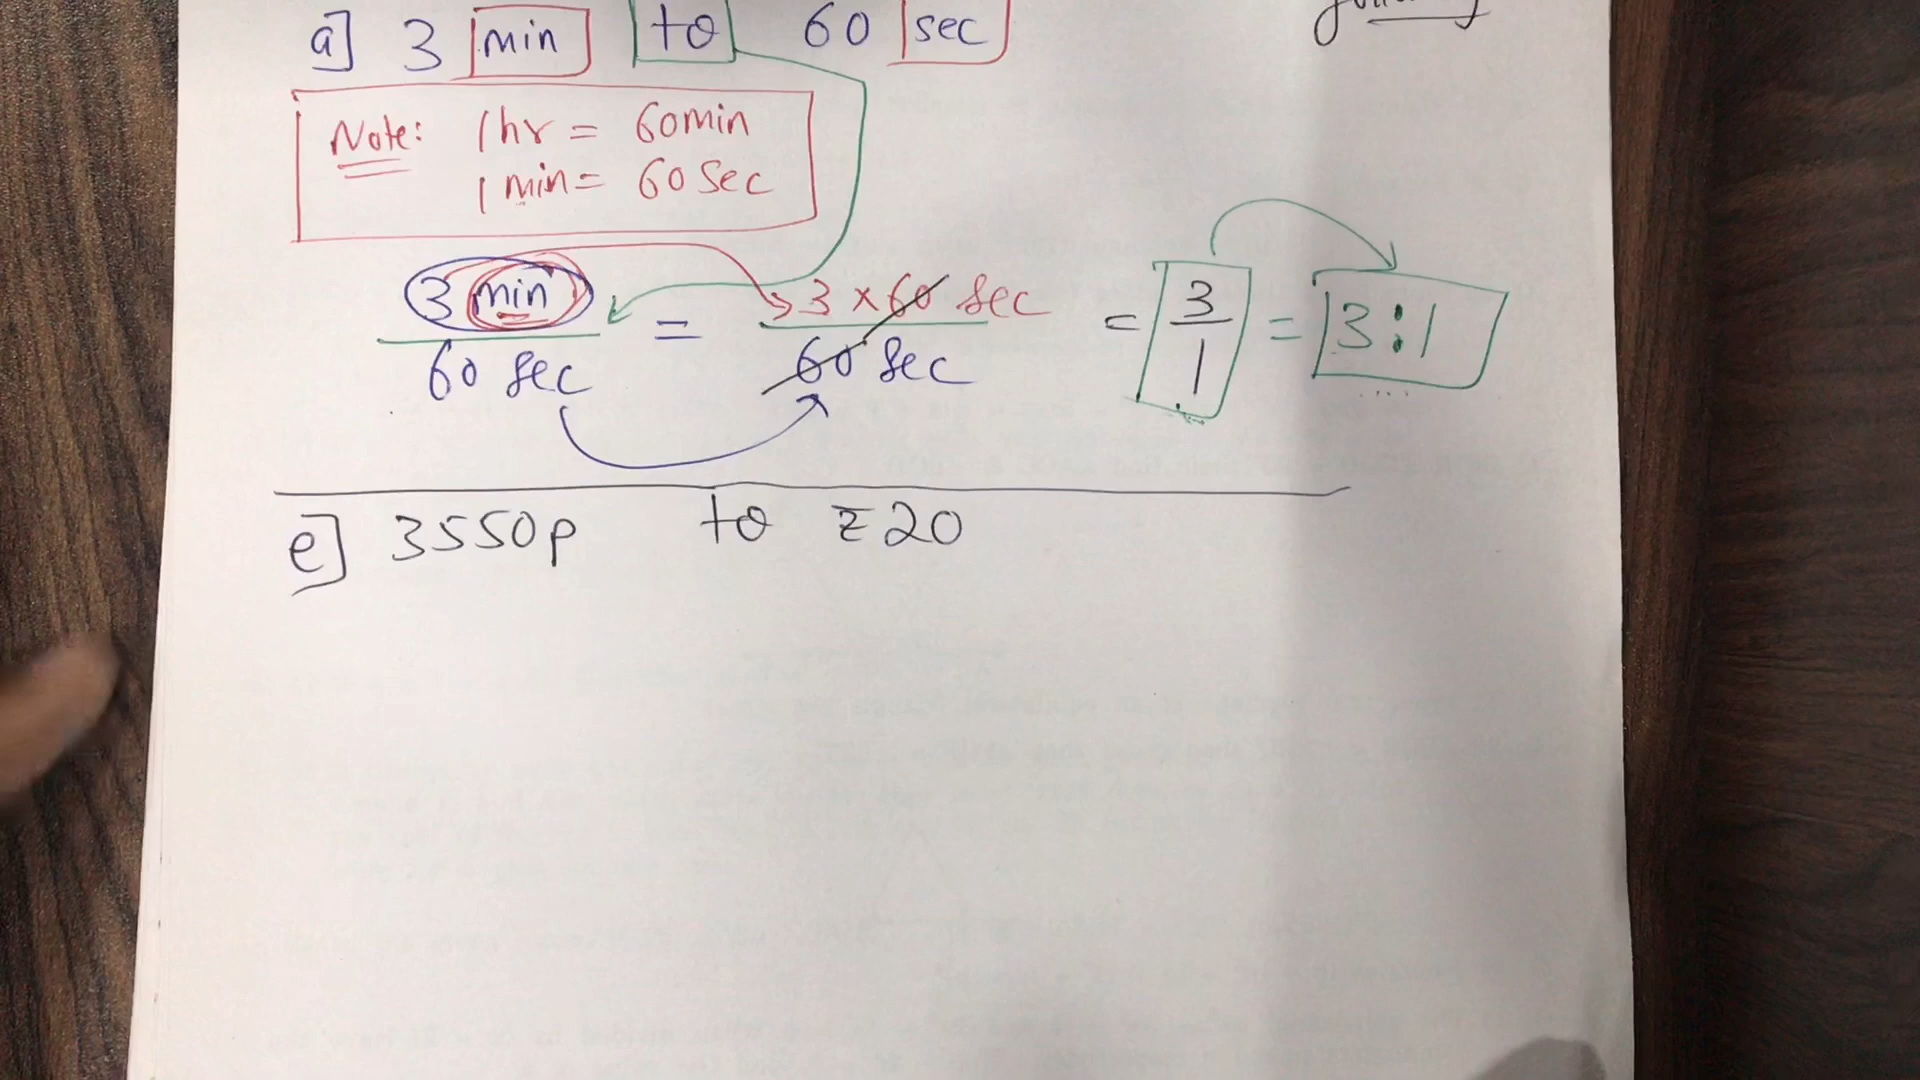 a] 3 min to 60 sec
Note: 1hr = 60min
1 min = 60 Sec
3 min / 60 sec = 3 x 60 sec / 60 sec = 3/1 = 3:1
e] 3550p to ₹20